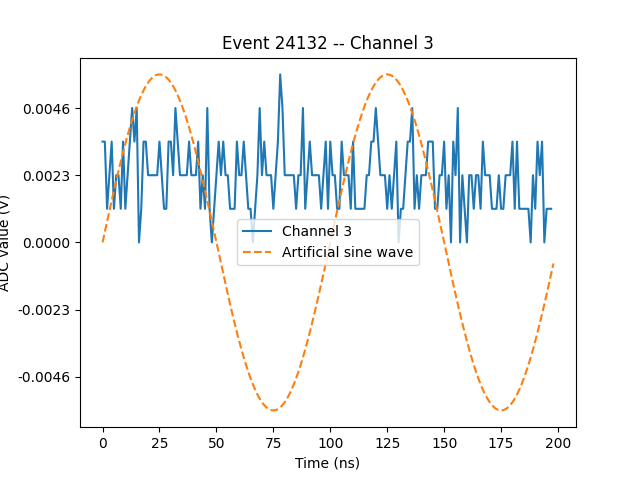 Event 24132 -- Channel 3
ADC Value (V)
0.0046
0.0023
0.0000
-0.0023
-0.0046
Channel 3
Artificial sine wave
0 25 50 75 100 125 150 175 200
Time (ns)